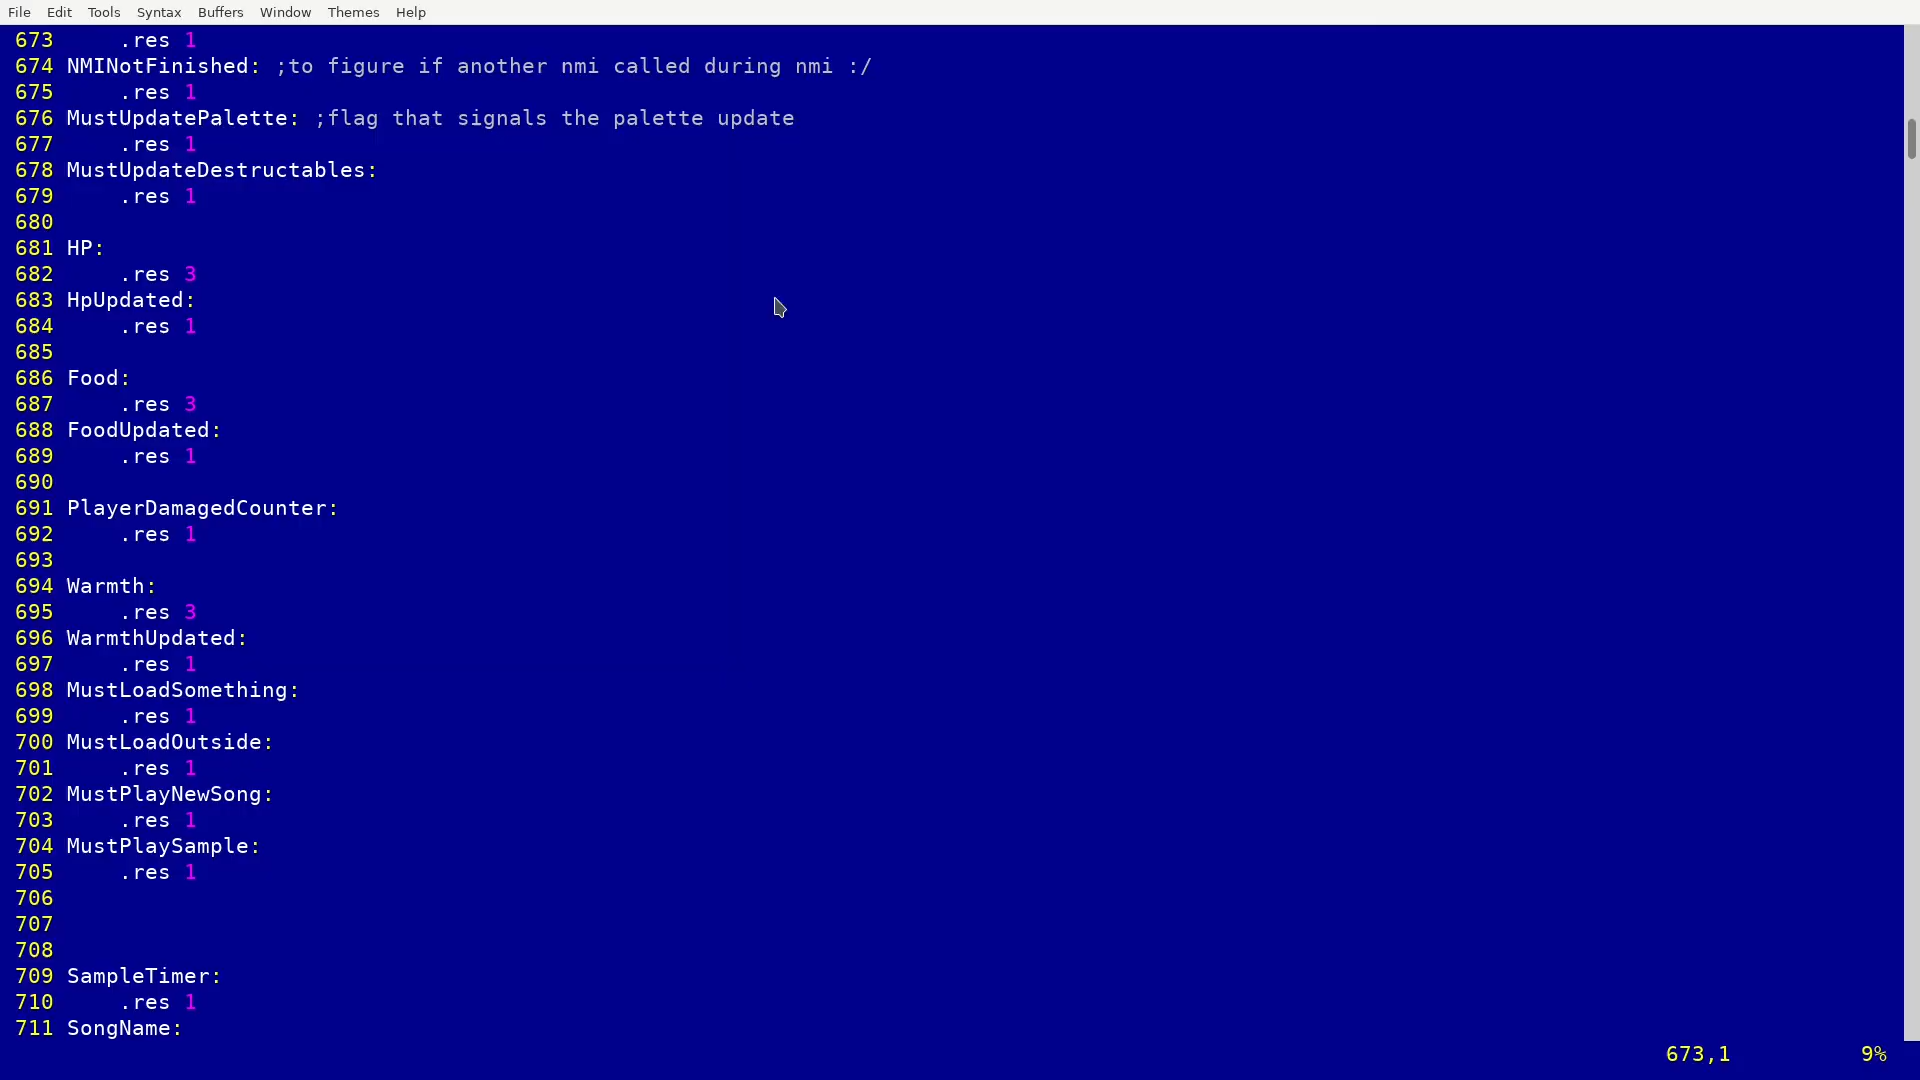 File Edit Tools Syntax Buffers Window Themes Help
673     .res 1
674 NMINotFinished: ;to figure if another nmi called during nmi :/
675     .res 1
676 MustUpdatePalette: ;flag that signals the palette update
677     .res 1
678 MustUpdateDestructables:
679     .res 1
680
681 HP:
682     .res 3
683 HpUpdated:
684     .res 1
685
686 Food:
687     .res 3
688 FoodUpdated:
689     .res 1
690
691 PlayerDamagedCounter:
692     .res 1
693
694 Warmth:
695     .res 3
696 WarmthUpdated:
697     .res 1
698 MustLoadSomething:
699     .res 1
700 MustLoadOutside:
701     .res 1
702 MustPlayNewSong:
703     .res 1
704 MustPlaySample:
705     .res 1
706
707
708
709 SampleTimer:
710     .res 1
711 SongName:
673,1 9%